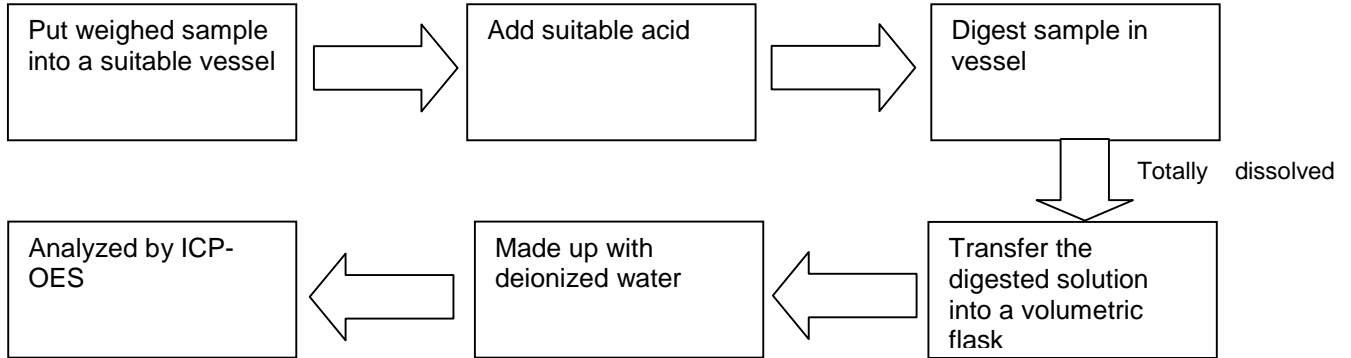 Put weighed sample
into a suitable vessel
Add suitable acid
Digest sample in
vessel
Totally dissolved
Transfer the
digested solution
into a volumetric
flask
Made up with
deionized water
Analyzed by ICP-
OES